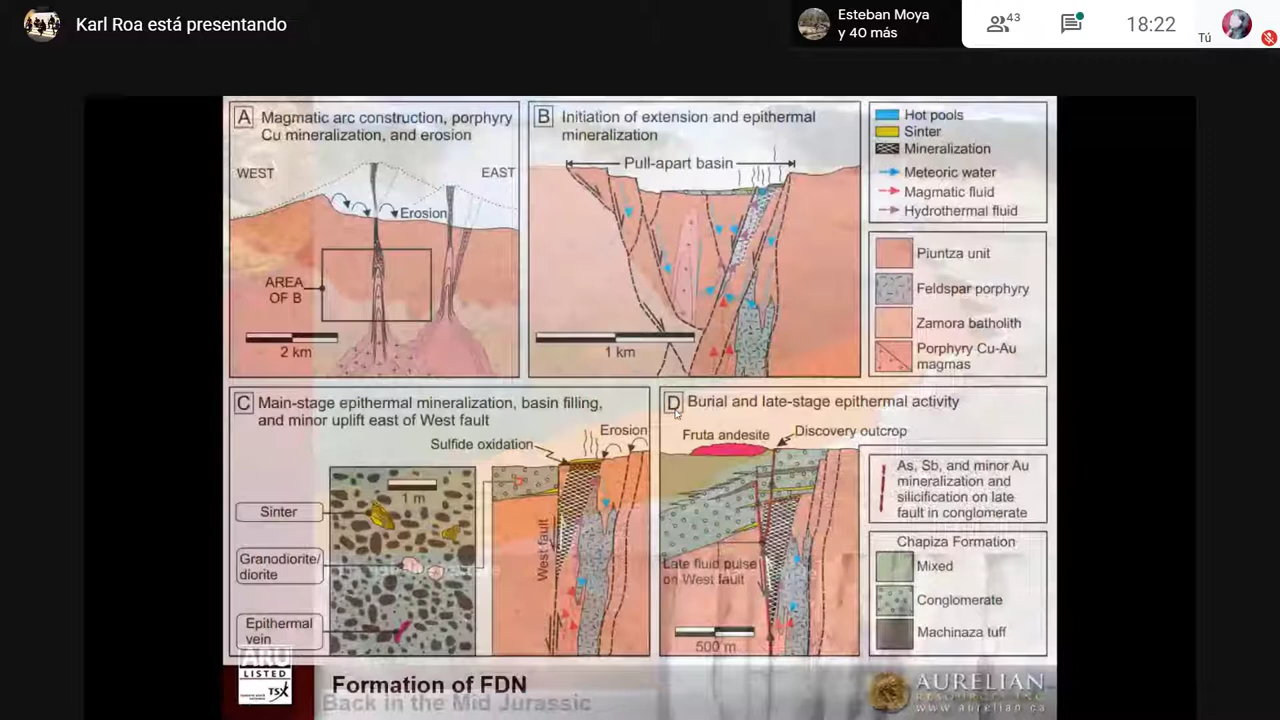 Karl Roa está presentando
Esteban Moya
y 40 más
43
18:22
Tú
A
Magmatic arc construction, porphyry
Cu mineralization, and erosion
WEST
EAST
Erosion
AREA
OF B
2 km
B
Initiation of extension and epithermal
mineralization
Pull-apart basin
1 km
Hot pools
Sinter
Mineralization
Meteoric water
Magmatic fluid
Hydrothermal fluid
Piuntza unit
Feldspar porphyry
Zamora batholith
Porphyry Cu-Au
magmas
C
Main-stage epithermal mineralization, basin filling,
and minor uplift east of West fault
Sulfide oxidation
Erosion
1 m
Sinter
Granodiorite/
diorite
Epithermal
vein
West fault
D
Burial and late-stage epithermal activity
Fruta andesite
Discovery outcrop
Late fluid pulse
on West fault
500 m
As, Sb, and minor Au
mineralization and
silicification on late
fault in conglomerate
Chapiza Formation
Mixed
Conglomerate
Machinaza tuff
ARU
LISTED
TSX
Formation of FDN
Back in the Mid Jurassic
AURELIAN
RESOURCES INC.
www.aurelian.ca